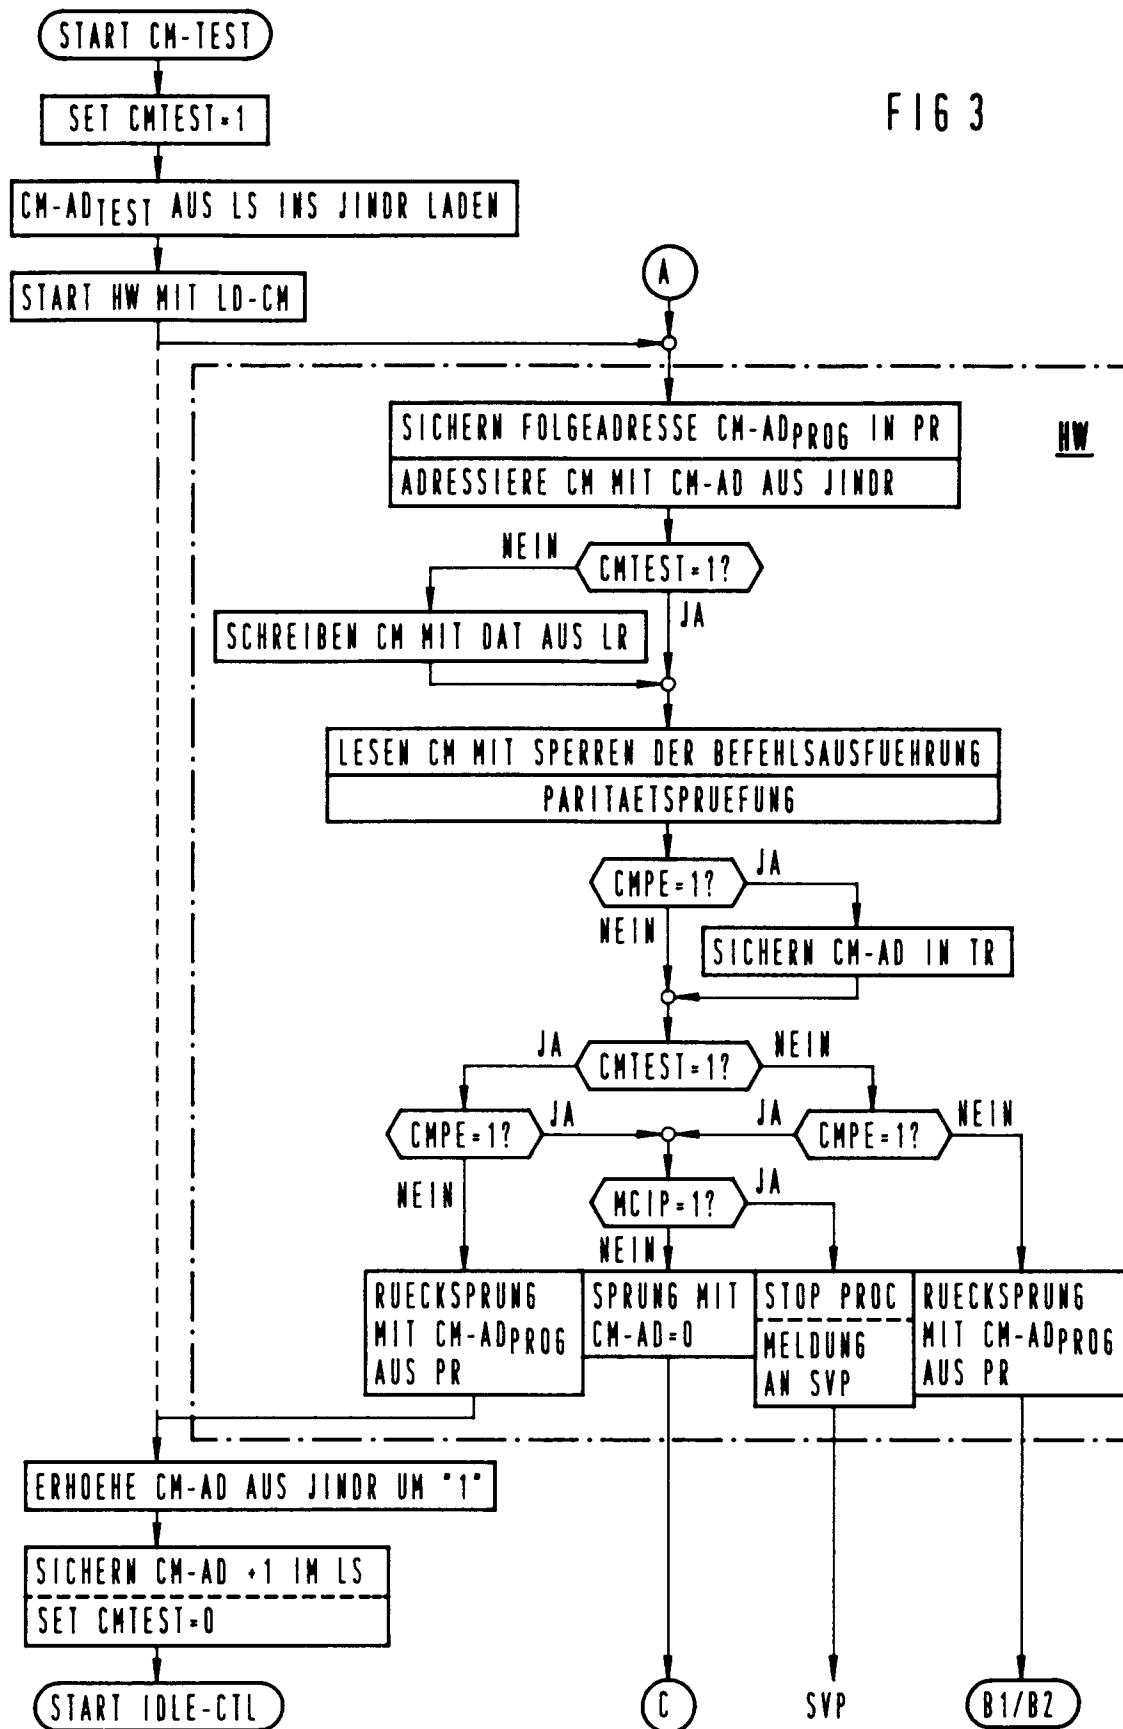 START CM-TEST
FIG 3
SET CMTEST=1
CM-ADTEST AUS LS INS JINDR LADEN
START HW MIT LD-CM
A
HW
SICHERN FOLGEADRESSE CM-ADPROG IN PR
ADRESSIERE CM MIT CM-AD AUS JINDR
NEIN
CMTEST=1?
JA
SCHREIBEN CM MIT DAT AUS LR
LESEN CM MIT SPERREN DER BEFEHLSAUSFUEHRUNG
PARITAETSPRUEFUNG
CMPE=1?
JA
NEIN
SICHERN CM-AD IN TR
JA
CMTEST=1?
NEIN
CMPE=1?
JA
JA
CMPE=1?
NEIN
NEIN
MCIP=1?
JA
NEIN
RUECKSPRUNG
MIT CM-ADPROG
AUS PR
SPRUNG MIT
CM-AD=0
STOP PROC
MELDUNG
AN SVP
RUECKSPRUNG
MIT CM-ADPROG
AUS PR
ERHOEHE CM-AD AUS JINDR UM "1"
SICHERN CM-AD +1 IM LS
SET CMTEST=0
START IDLE-CTL
C
SVP
B1/B2